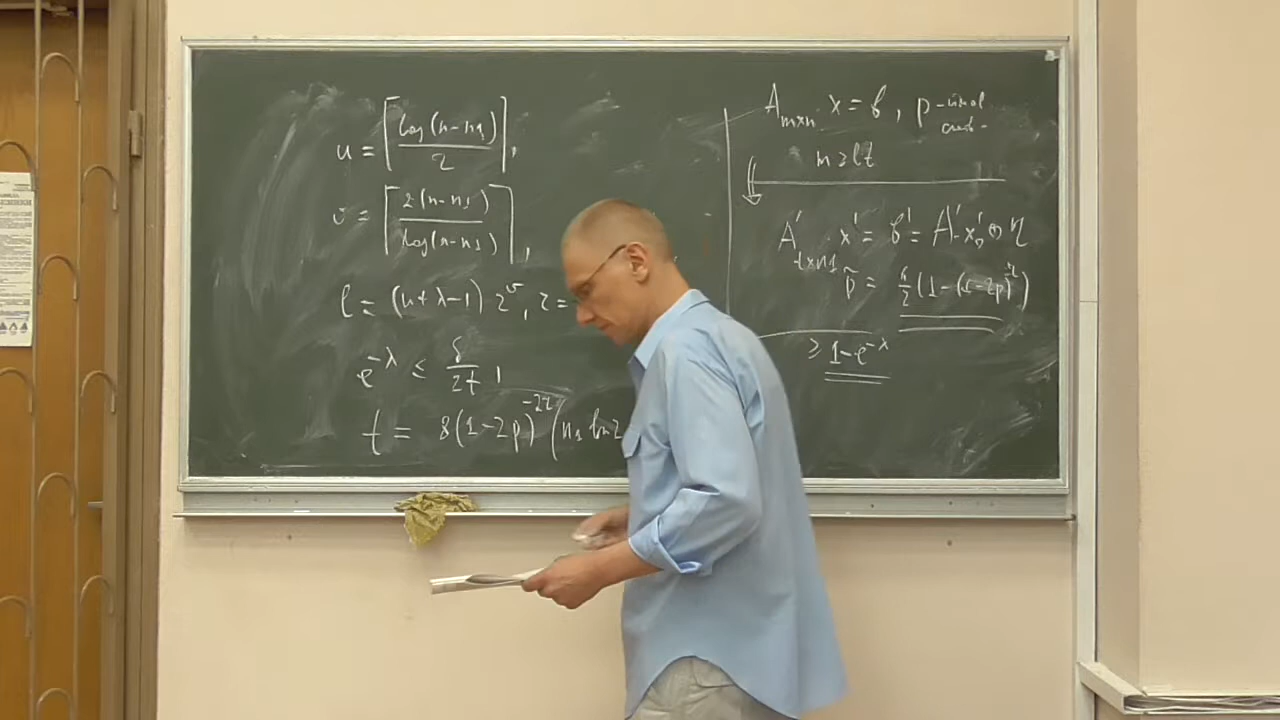 u = ⌈ log(n-n₁) / 2 ⌉,
v = ⌈ 2(n-n₁) / log(n-n₁) ⌉,
l = (u+λ-1) 2^v, z =
e^{-λ} ≤ δ/2t,
t = 8(1-2p)^{-2z} (n₁ ln 2
A_{m×n} x = b, p-
m ≥ lt
A'_{t×n₁} x' = b' = A' x'₀ ⊕ η
p̃ = 1/2 (1-(1-2p)^z)
≥ 1-e^{-λ}